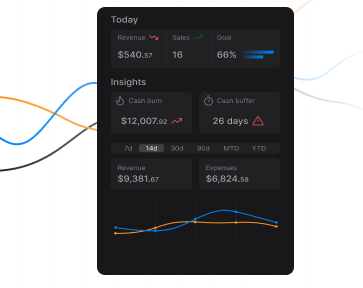 Today
Revenue Sales Goal
$540.57 16 66%
Insights
Cash burn Cash buffer
$12,007.92 26 days
7d 14d 30d 90d MTD YTD
Revenue Expenses
$9,381.67 $6,824.58